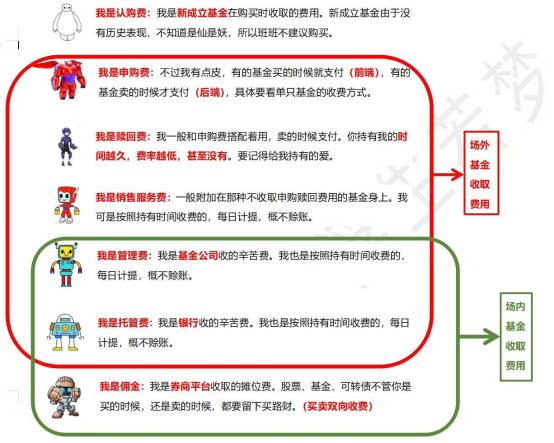 我是认购费：我是新成立基金在购买时收取的费用。新成立基金由于没
有历史表现，不知道是仙是妖，所以班班不建议购买。
我是申购费：不过我有点皮，有的基金买的时候就支付（前端），有的
基金卖的时候才支付（后端），具体要看单只基金的收费方式。
我是赎回费：我一般和申购费搭配着用，卖的时候支付。你持有我的时
间越久，费率越低，甚至没有。要记得给我持有的爱。
我是销售服务费：一般附加在那种不收取申购赎回费用的基金身上。我
可是按照持有时间收费的，每日计提，概不赊账。
场外
基金
收取
费用
我是管理费：我是基金公司收的辛苦费。我也是按照持有时间收费的，
每日计提，概不赊账。
我是托管费：我是银行收的辛苦费。我也是按照持有时间收费的，每日
计提，概不赊账。
场内
基金
收取
费用
我是佣金：我是券商平台收取的摊位费。股票、基金、可转债不管你是
买的时候，还是卖的时候，都要留下买路财。（买卖双向收费）